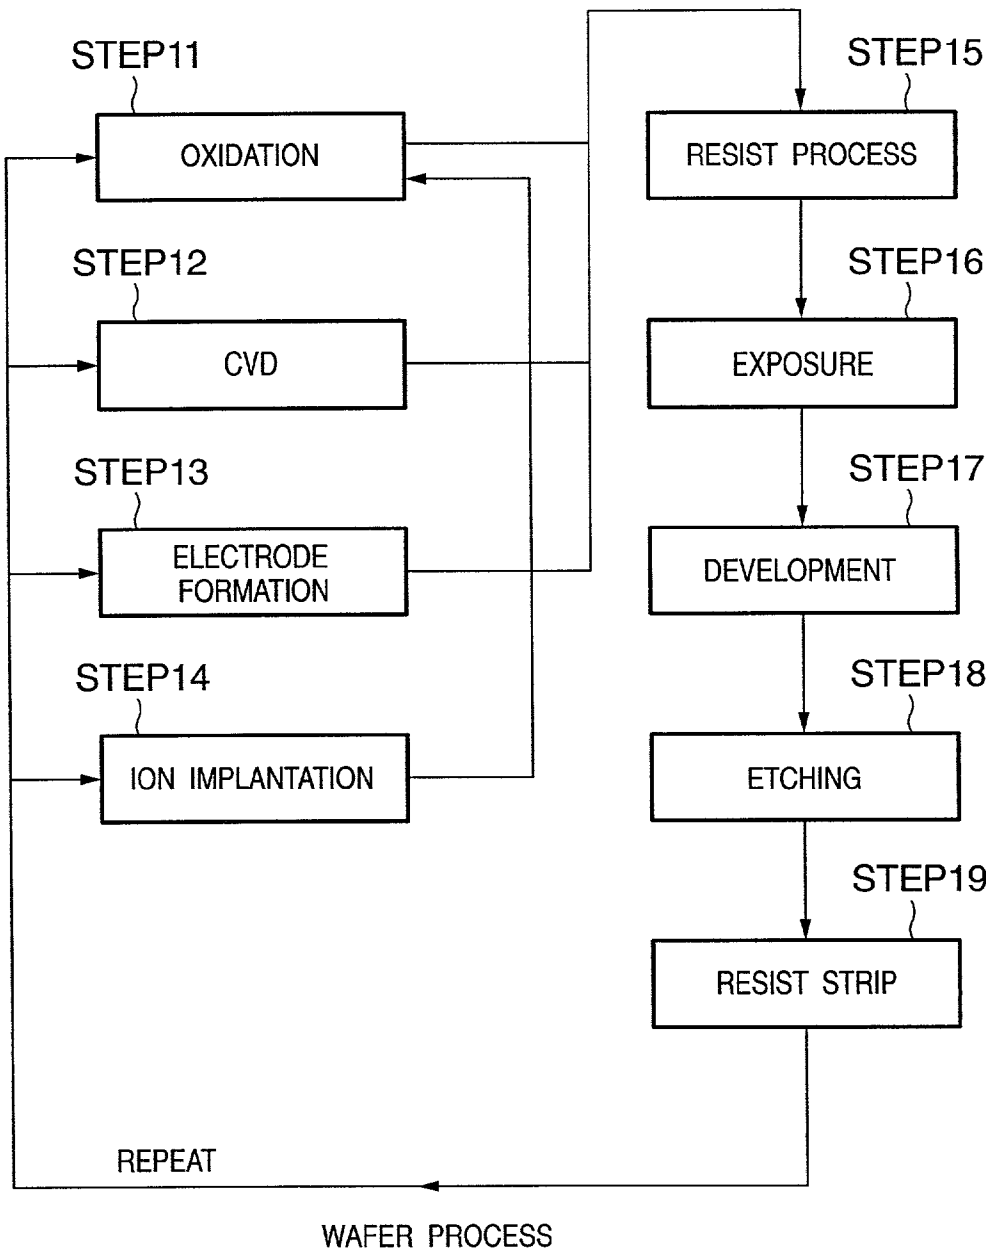 STEP11
OXIDATION
STEP12
CVD
STEP13
ELECTRODE
FORMATION
STEP14
ION IMPLANTATION
STEP15
RESIST PROCESS
STEP16
EXPOSURE
STEP17
DEVELOPMENT
STEP18
ETCHING
STEP19
RESIST STRIP
REPEAT
WAFER PROCESS